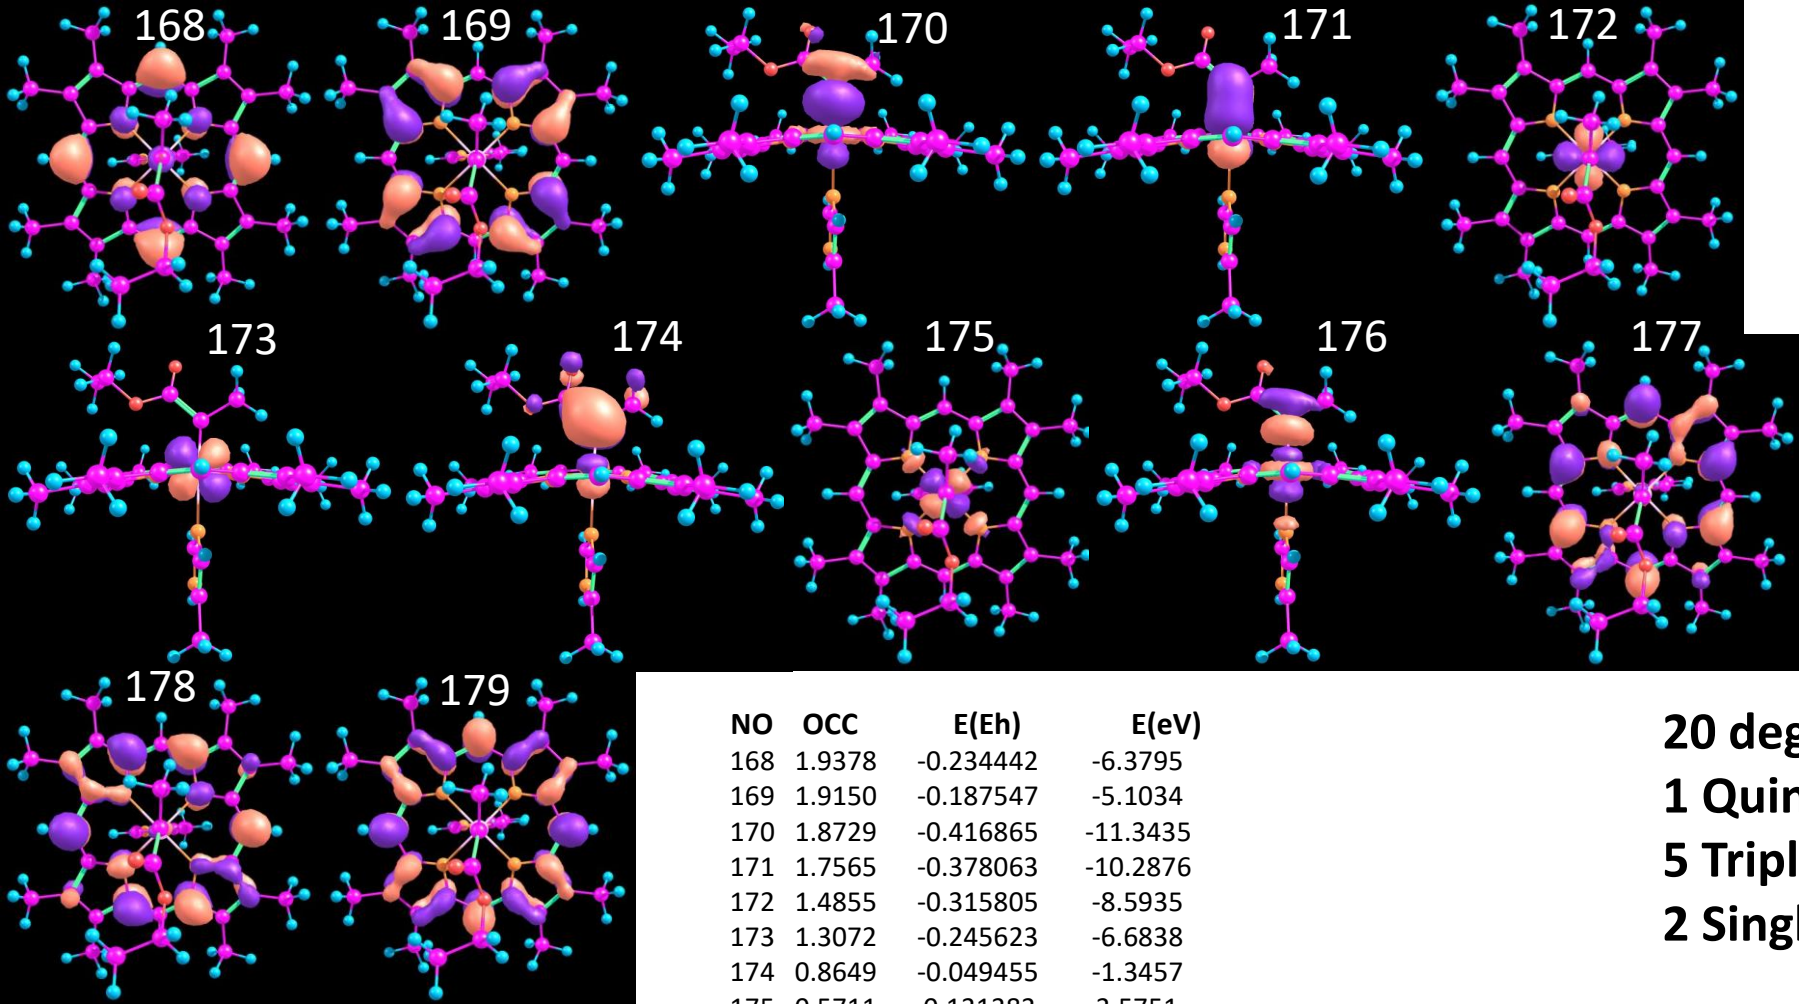 168 169 170 171 172
173 174 175 176 177
178 179
NO OCC E(Eh) E(eV)
168 1.9378 -0.234442 -6.3795
169 1.9150 -0.187547 -5.1034
170 1.8729 -0.416865 -11.3435
171 1.7565 -0.378063 -10.2876
172 1.4855 -0.315805 -8.5935
173 1.3072 -0.245623 -6.6838
174 0.8649 -0.049455 -1.3457
20
1
5
2